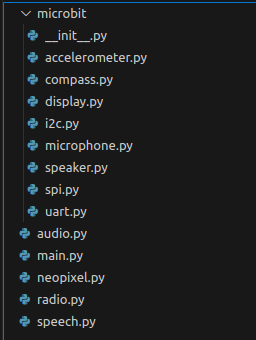 microbit
__init__.py
accelerometer.py
compass.py
display.py
i2c.py
microphone.py
speaker.py
spi.py
uart.py
audio.py
main.py
neopixel.py
radio.py
speech.py